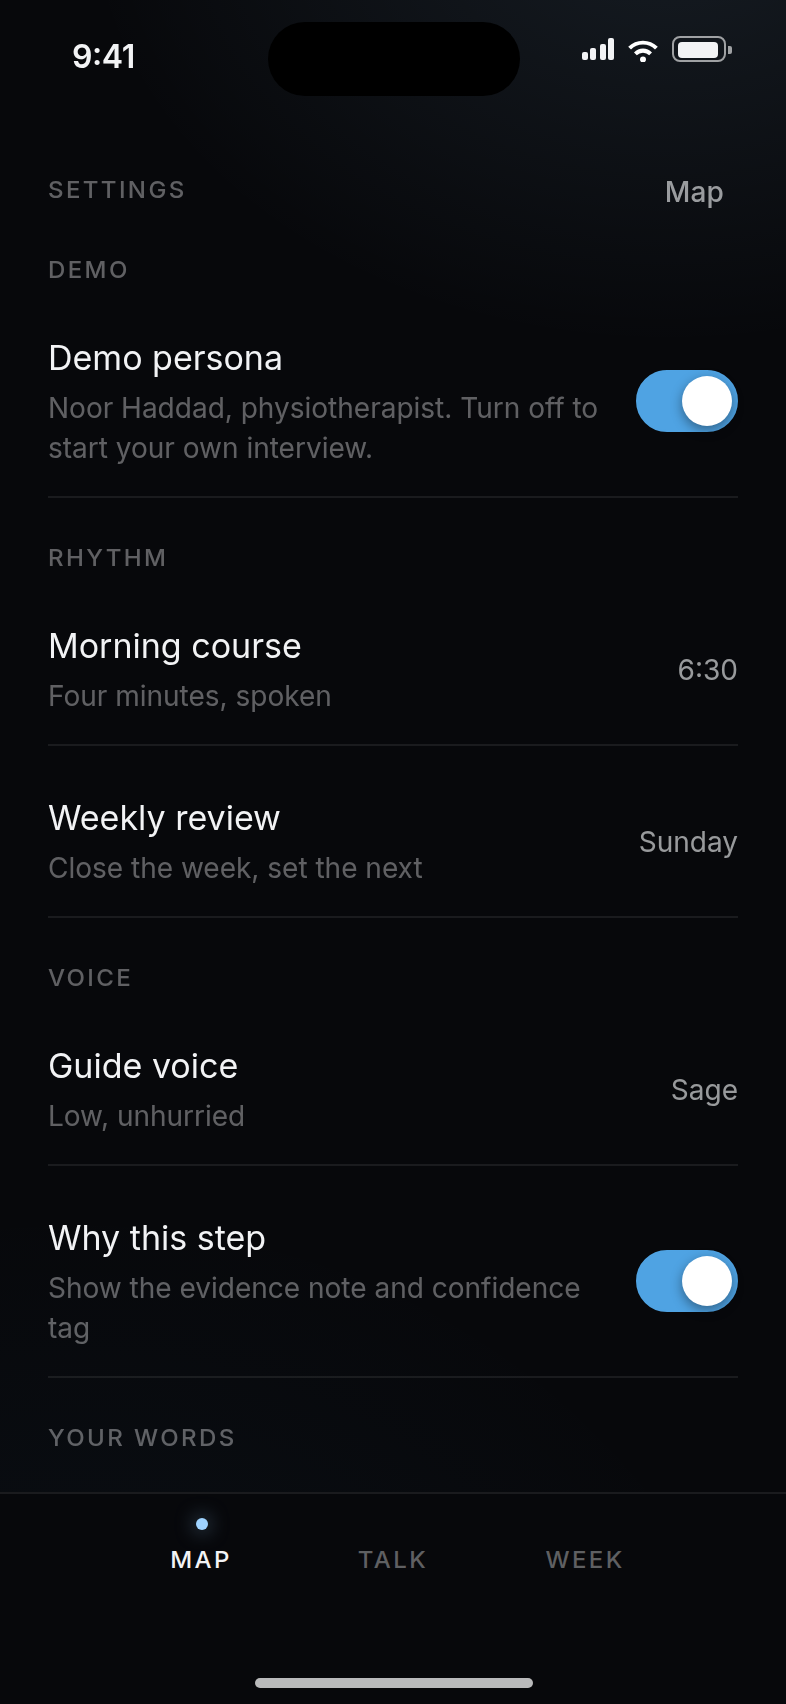 9:41
SETTINGS
Map
DEMO
Demo persona
Noor Haddad, physiotherapist. Turn off to
start your own interview.
RHYTHM
Morning course
Four minutes, spoken
6:30
Weekly review
Close the week, set the next
Sunday
VOICE
Guide voice
Low, unhurried
Sage
Why this step
Show the evidence note and confidence
tag
YOUR WORDS
MAP
TALK
WEEK